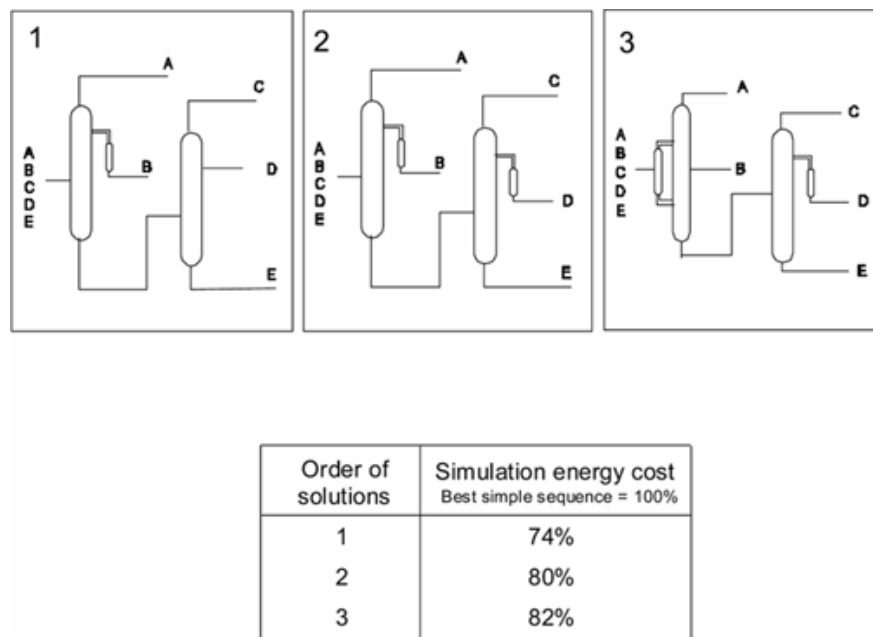 1
A
C
A
B
C
D
E
B
D
E
2
A
C
A
B
C
D
E
B
D
E
3
A
C
A
B
C
D
E
B
D
E
Order of solutions
Simulation energy cost
Best simple sequence = 100%
1 74%
2 80%
3 82%